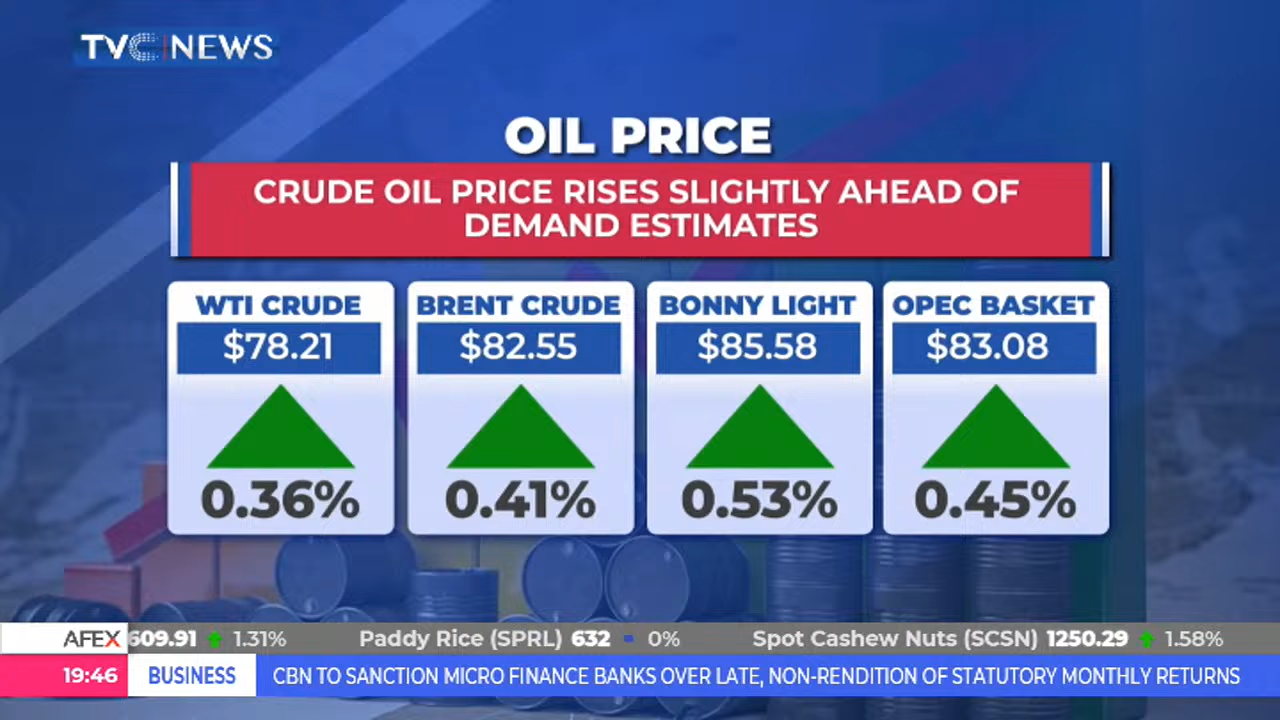 TVC NEWS
OIL PRICE
CRUDE OIL PRICE RISES SLIGHTLY AHEAD OF
DEMAND ESTIMATES
WTI CRUDE
$78.21
0.36%
BRENT CRUDE
$82.55
0.41%
BONNY LIGHT
$85.58
0.53%
OPEC BASKET
$83.08
0.45%
AFEX 609.91 1.31% Paddy Rice (SPRL) 632 0% Spot Cashew Nuts (SCSN) 1250.29 1.58%
19:46 BUSINESS CBN TO SANCTION MICRO FINANCE BANKS OVER LATE, NON-RENDITION OF STATUTORY MONTHLY RETURNS